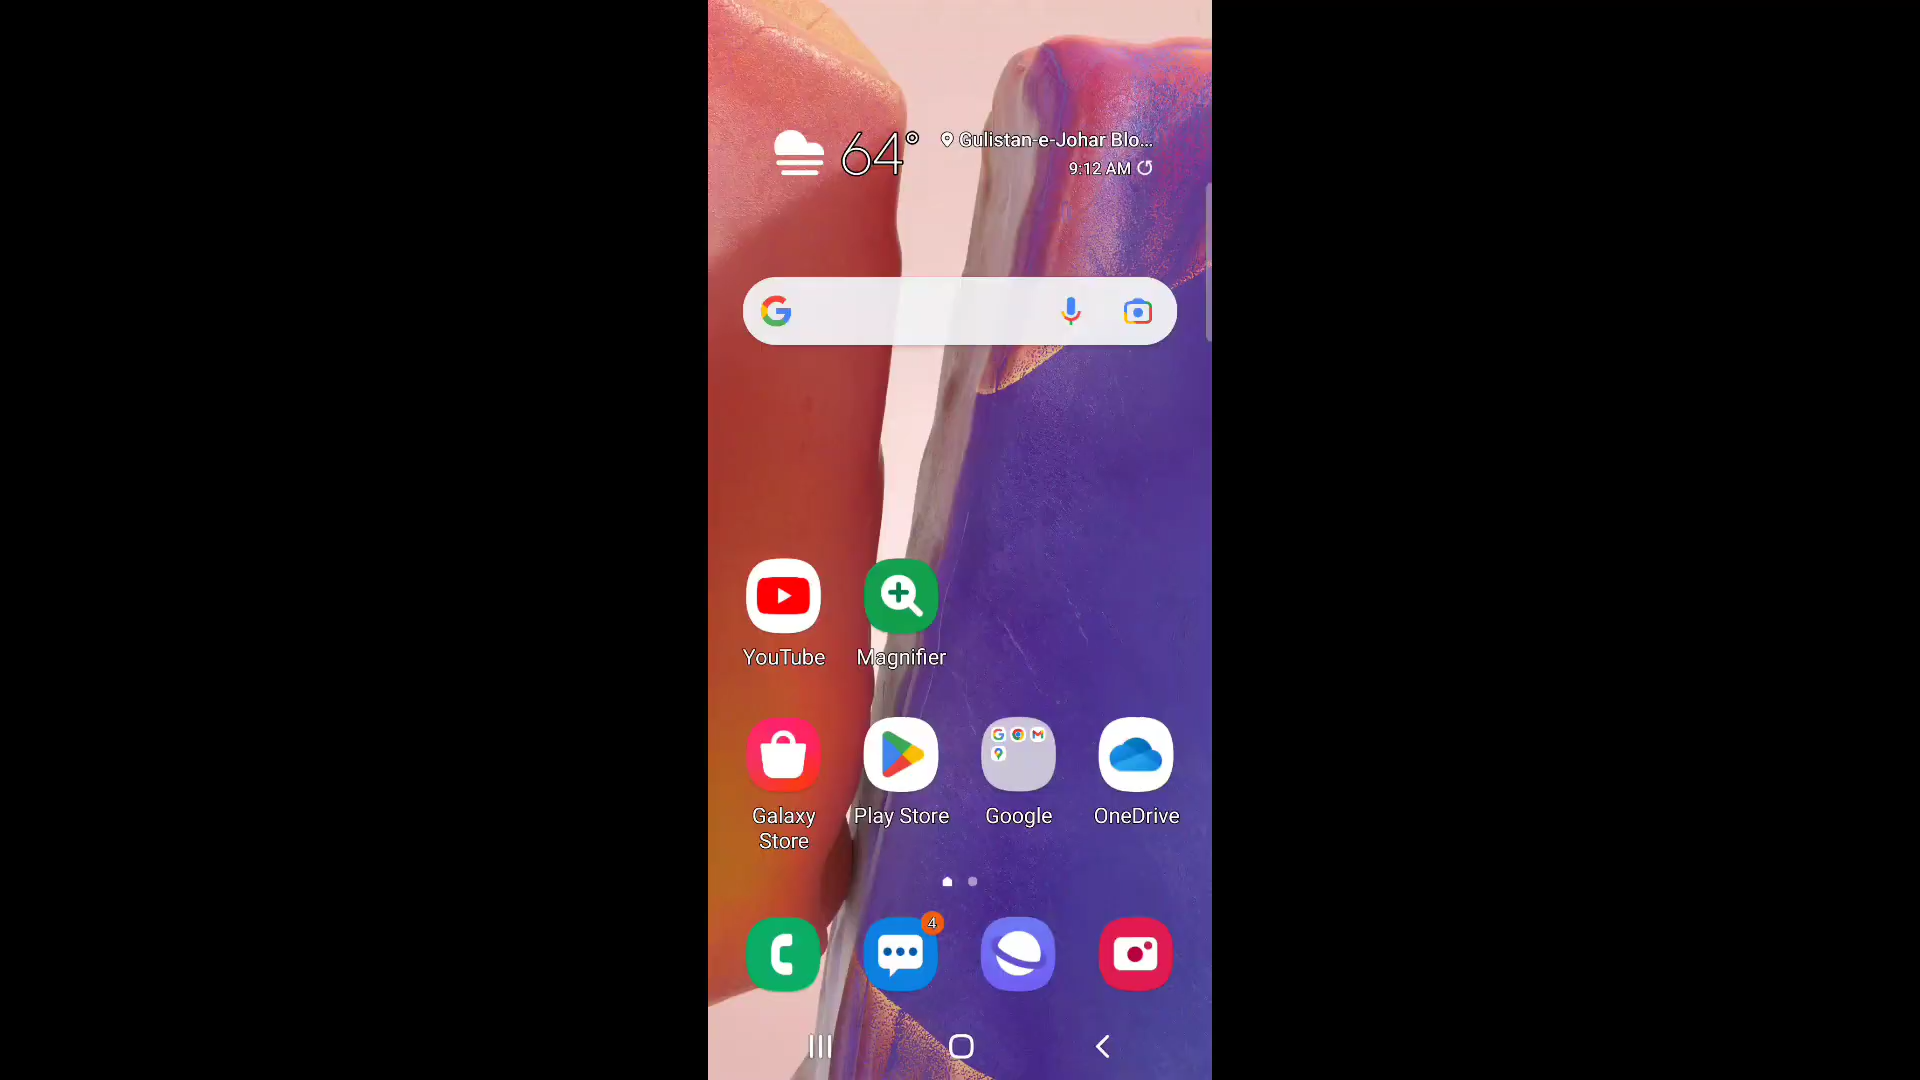 64°
Gulistan-e-Johar Blo...
9:12 AM
YouTube
Magnifier
Galaxy
Store
Play Store
Google
OneDrive
4